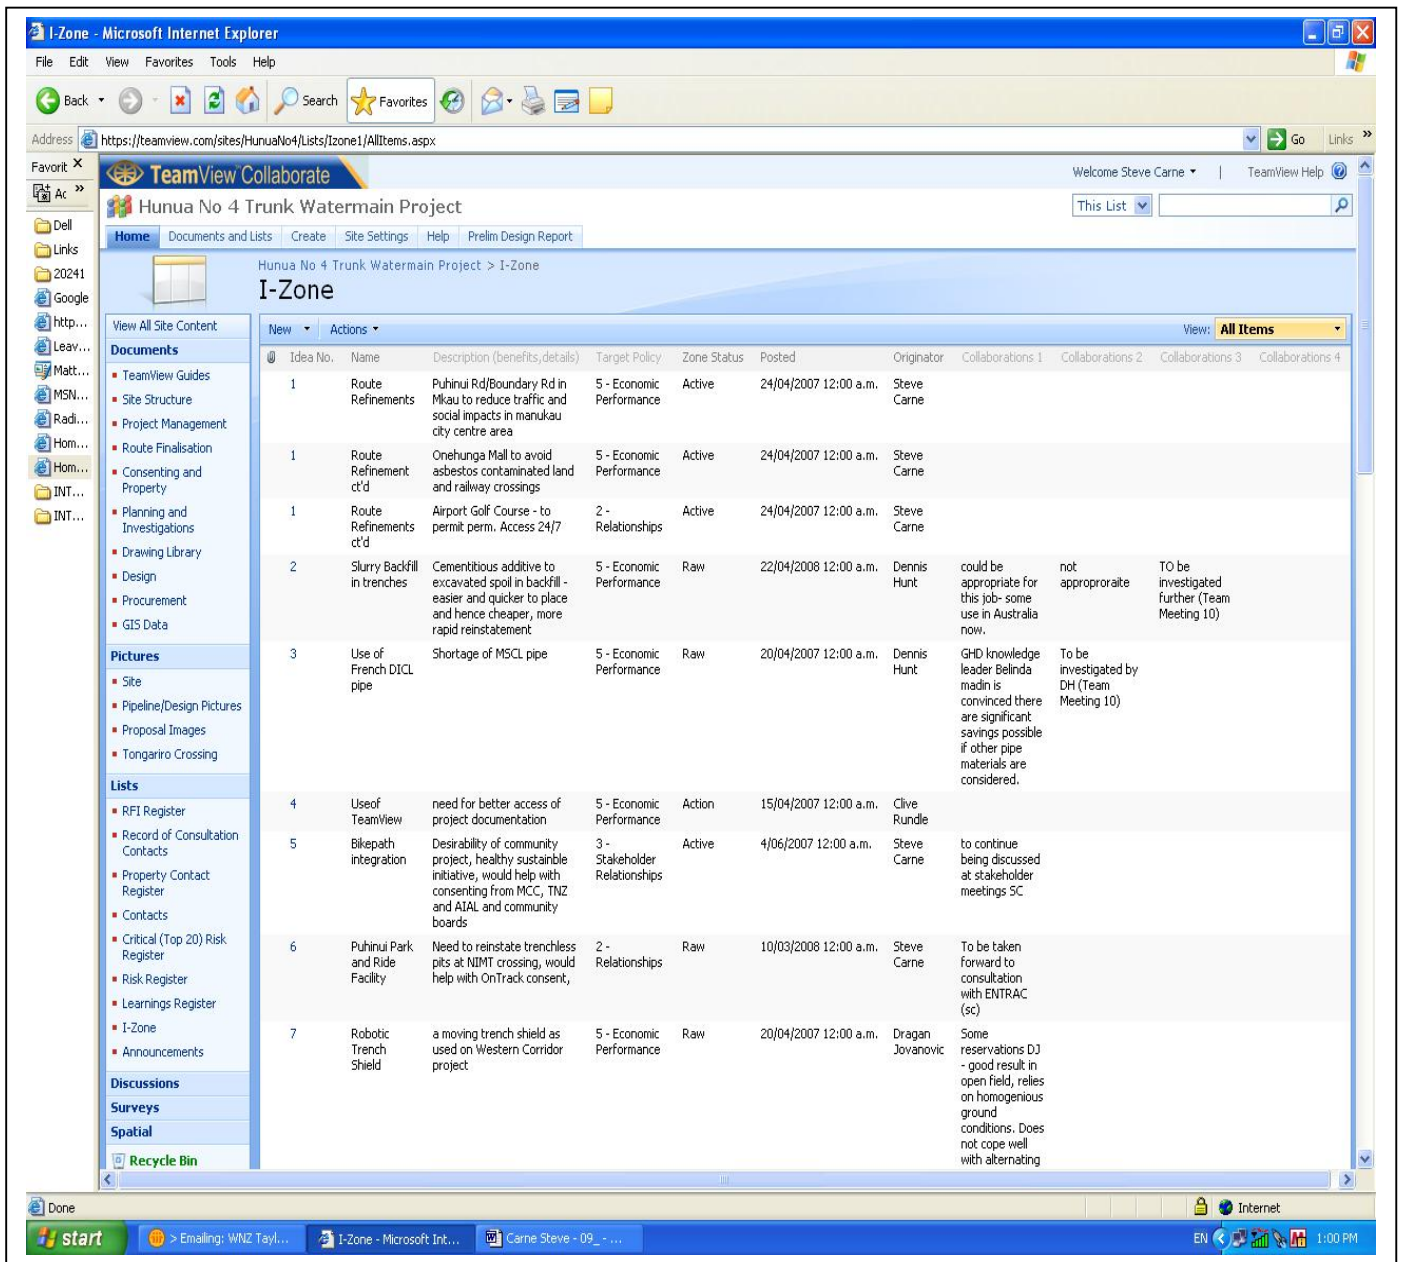 I-Zone - Microsoft Internet Explorer
File Edit View Favorites Tools Help
Back Search Favorites
Address https://teamview.com/sites/HunuaNo4/Lists/Izone1/AllItems.aspx Go Links »
Favorit X
Ac »
Dell
Links
20241
Google
http...
Leav...
Matt...
MSN...
Radi...
Hom...
Hom...
INT...
INT...
TeamView Collaborate
Welcome Steve Carne | TeamView Help
Hunua No 4 Trunk Watermain Project
This List
Home Documents and Lists Create Site Settings Help Prelim Design Report
Hunua No 4 Trunk Watermain Project > I-Zone
I-Zone
View All Site Content
Documents
TeamView Guides
Site Structure
Project Management
Route Finalisation
Consenting and
Property
Planning and
Investigations
Drawing Library
Design
Procurement
GIS Data
Pictures
Site
Pipeline/Design Pictures
Proposal Images
Tongariro Crossing
Lists
RFI Register
Record of Consultation
Contacts
Property Contact
Register
Contacts
Critical (Top 20) Risk
Register
Risk Register
Learnings Register
I-Zone
Announcements
Discussions
Surveys
Spatial
Recycle Bin
New Actions View: All Items
Idea No. Name Description (benefits,details) Target Policy Zone Status Posted Originator Collaborations 1 Collaborations 2 Collaborations 3 Collaborations 4
1 Route Puhinui Rd/Boundary Rd in 5 - Economic Active 24/04/2007 12:00 a.m. Steve
Refinements Mkau to reduce traffic and Performance Carne
social impacts in manukau
city centre area
1 Route Onehunga Mall to avoid 5 - Economic Active 24/04/2007 12:00 a.m. Steve
Refinement asbestos contaminated land Performance Carne
ct'd and railway crossings
1 Route Airport Golf Course - to 2 - Active 24/04/2007 12:00 a.m. Steve
Refinements permit perm. Access 24/7 Relationships Carne
ct'd
2 Slurry Backfill Cementitious additive to 5 - Economic Raw 22/04/2008 12:00 a.m. Dennis could be not TO be
in trenches excavated spoil in backfill - Performance Hunt appropriate for approproraite investigated
easier and quicker to place this job- some further (Team
and hence cheaper, more use in Australia Meeting 10)
rapid reinstatement now.
3 Use of Shortage of MSCL pipe 5 - Economic Raw 20/04/2007 12:00 a.m. Dennis GHD knowledge To be
French DICL Performance Hunt leader Belinda investigated by
pipe madin is DH (Team
convinced there Meeting 10)
are significant
savings possible
if other pipe
materials are
considered.
4 Useof need for better access of 5 - Economic Action 15/04/2007 12:00 a.m. Clive
TeamView project documentation Performance Rundle
5 Bikepath Desirability of community 3 - Active 4/06/2007 12:00 a.m. Steve to continue
integration project, healthy sustainble Stakeholder Carne being discussed
initiative, would help with Relationships at stakeholder
consenting from MCC, TNZ meetings SC
and AIAL and community
boards
6 Puhinui Park Need to reinstate trenchless 2 - Raw 10/03/2008 12:00 a.m. Steve To be taken
and Ride pits at NIMT crossing, would Relationships Carne forward to
Facility help with OnTrack consent, consultation
with ENTRAC
(sc)
7 Robotic a moving trench shield as 5 - Economic Raw 20/04/2007 12:00 a.m. Dragan Some
Trench used on Western Corridor Performance Jovanovic reservations DJ
Shield project - good result in
open field, relies
on homogenious
ground
conditions. Does
not cope well
with alternating
Done Internet
start > Emailing: WNZ Tayl... I-Zone - Microsoft Int... Carne Steve - 09_ - ... EN 1:00 PM